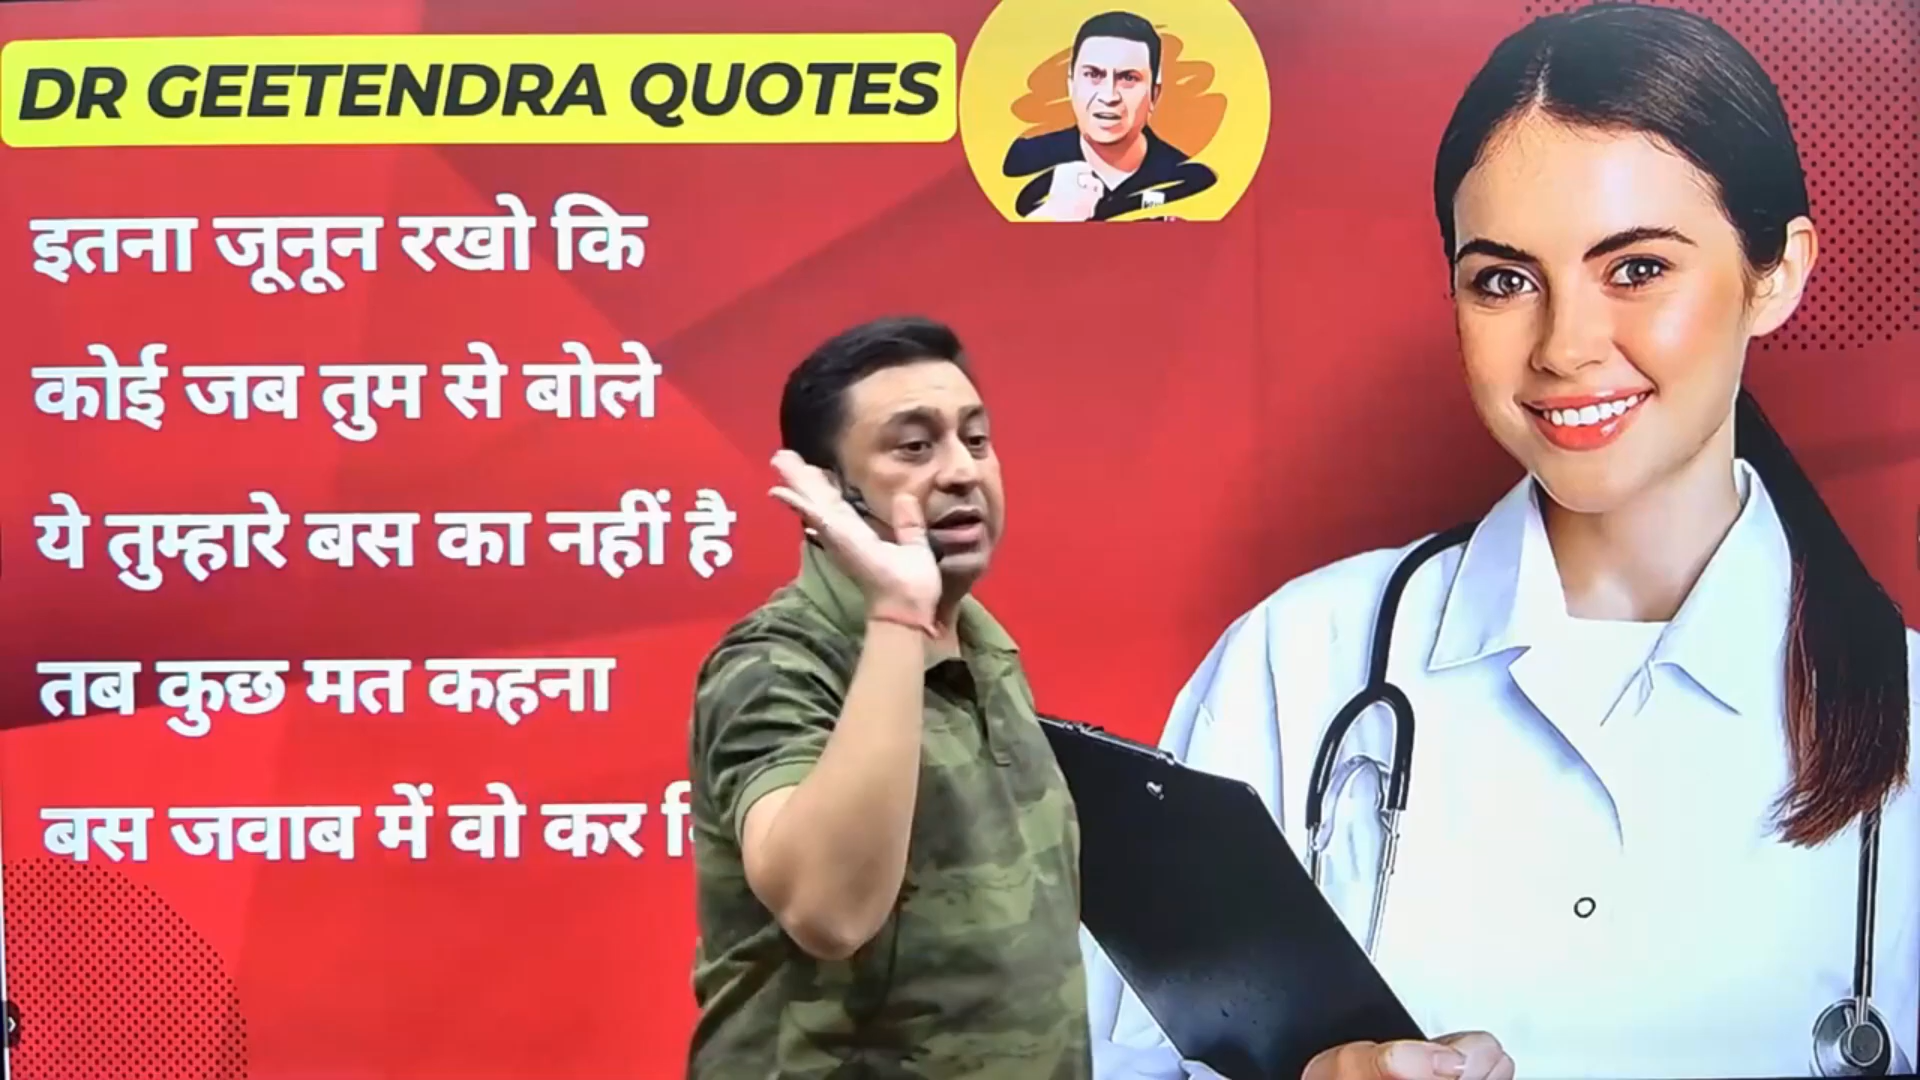 DR GEETENDRA QUOTES
इतना जूनून रखो कि
कोई जब तुम से बोले
ये तुम्हारे बस का नहीं है
तब कुछ मत कहना
बस जवाब में वो कर